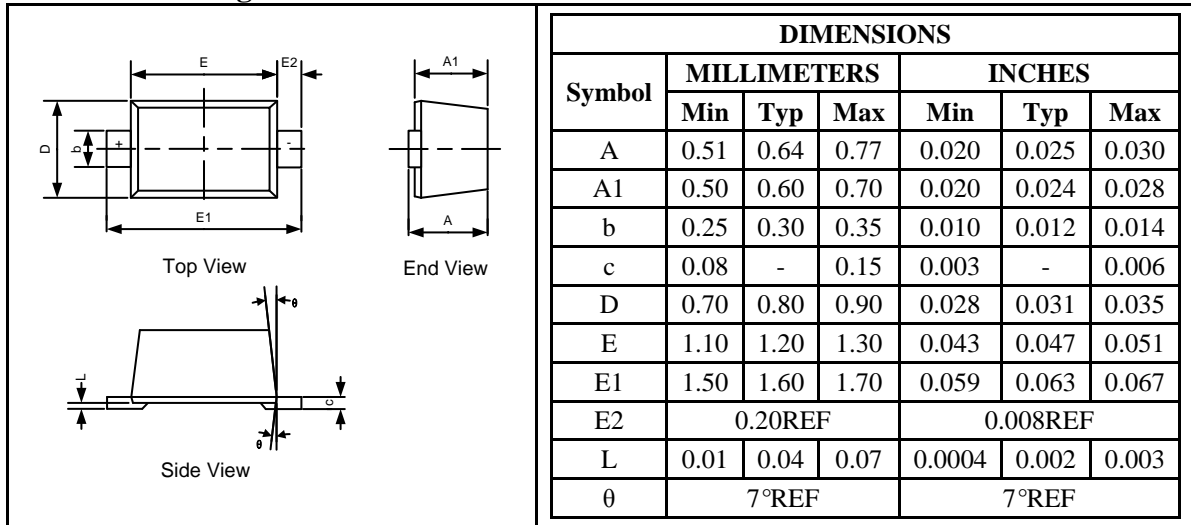 E E2
A1
D b + -
E1
A
Top View End View
θ
L c
θ
Side View
DIMENSIONS
Symbol MILLIMETERS INCHES
Min Typ Max Min Typ Max
A 0.51 0.64 0.77 0.020 0.025 0.030
A1 0.50 0.60 0.70 0.020 0.024 0.028
b 0.25 0.30 0.35 0.010 0.012 0.014
c 0.08 - 0.15 0.003 - 0.006
D 0.70 0.80 0.90 0.028 0.031 0.035
E 1.10 1.20 1.30 0.043 0.047 0.051
E1 1.50 1.60 1.70 0.059 0.063 0.067
E2 0.20REF 0.008REF
L 0.01 0.04 0.07 0.0004 0.002 0.003
θ 7°REF 7°REF